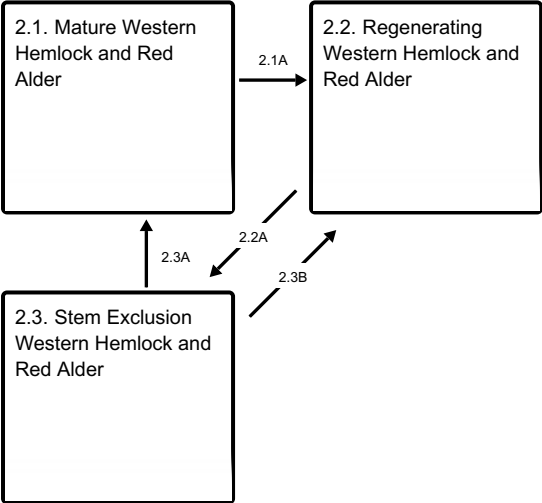 2.1. Mature Western
Hemlock and Red
Alder
2.1A
2.2. Regenerating
Western Hemlock and
Red Alder
2.2A
2.3A
2.3B
2.3. Stem Exclusion
Western Hemlock and
Red Alder